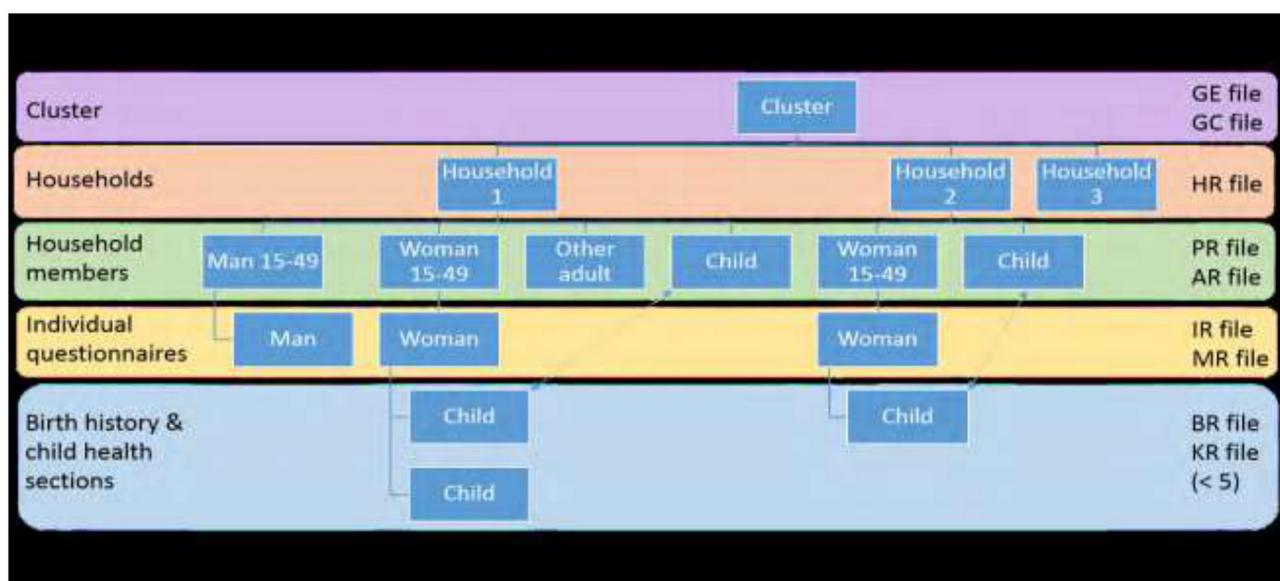 Cluster
Cluster
GE file
GC file
Households
Household
1
Household
2
Household
3
HR file
Household
members
Man 15-49
Woman
15-49
Other
adult
Child
Woman
15-49
Child
PR file
AR file
Individual
questionnaires
Man
Woman
Woman
IR file
MR file
Birth history &
child health
sections
Child
Child
Child
BR file
KR file
(< 5)